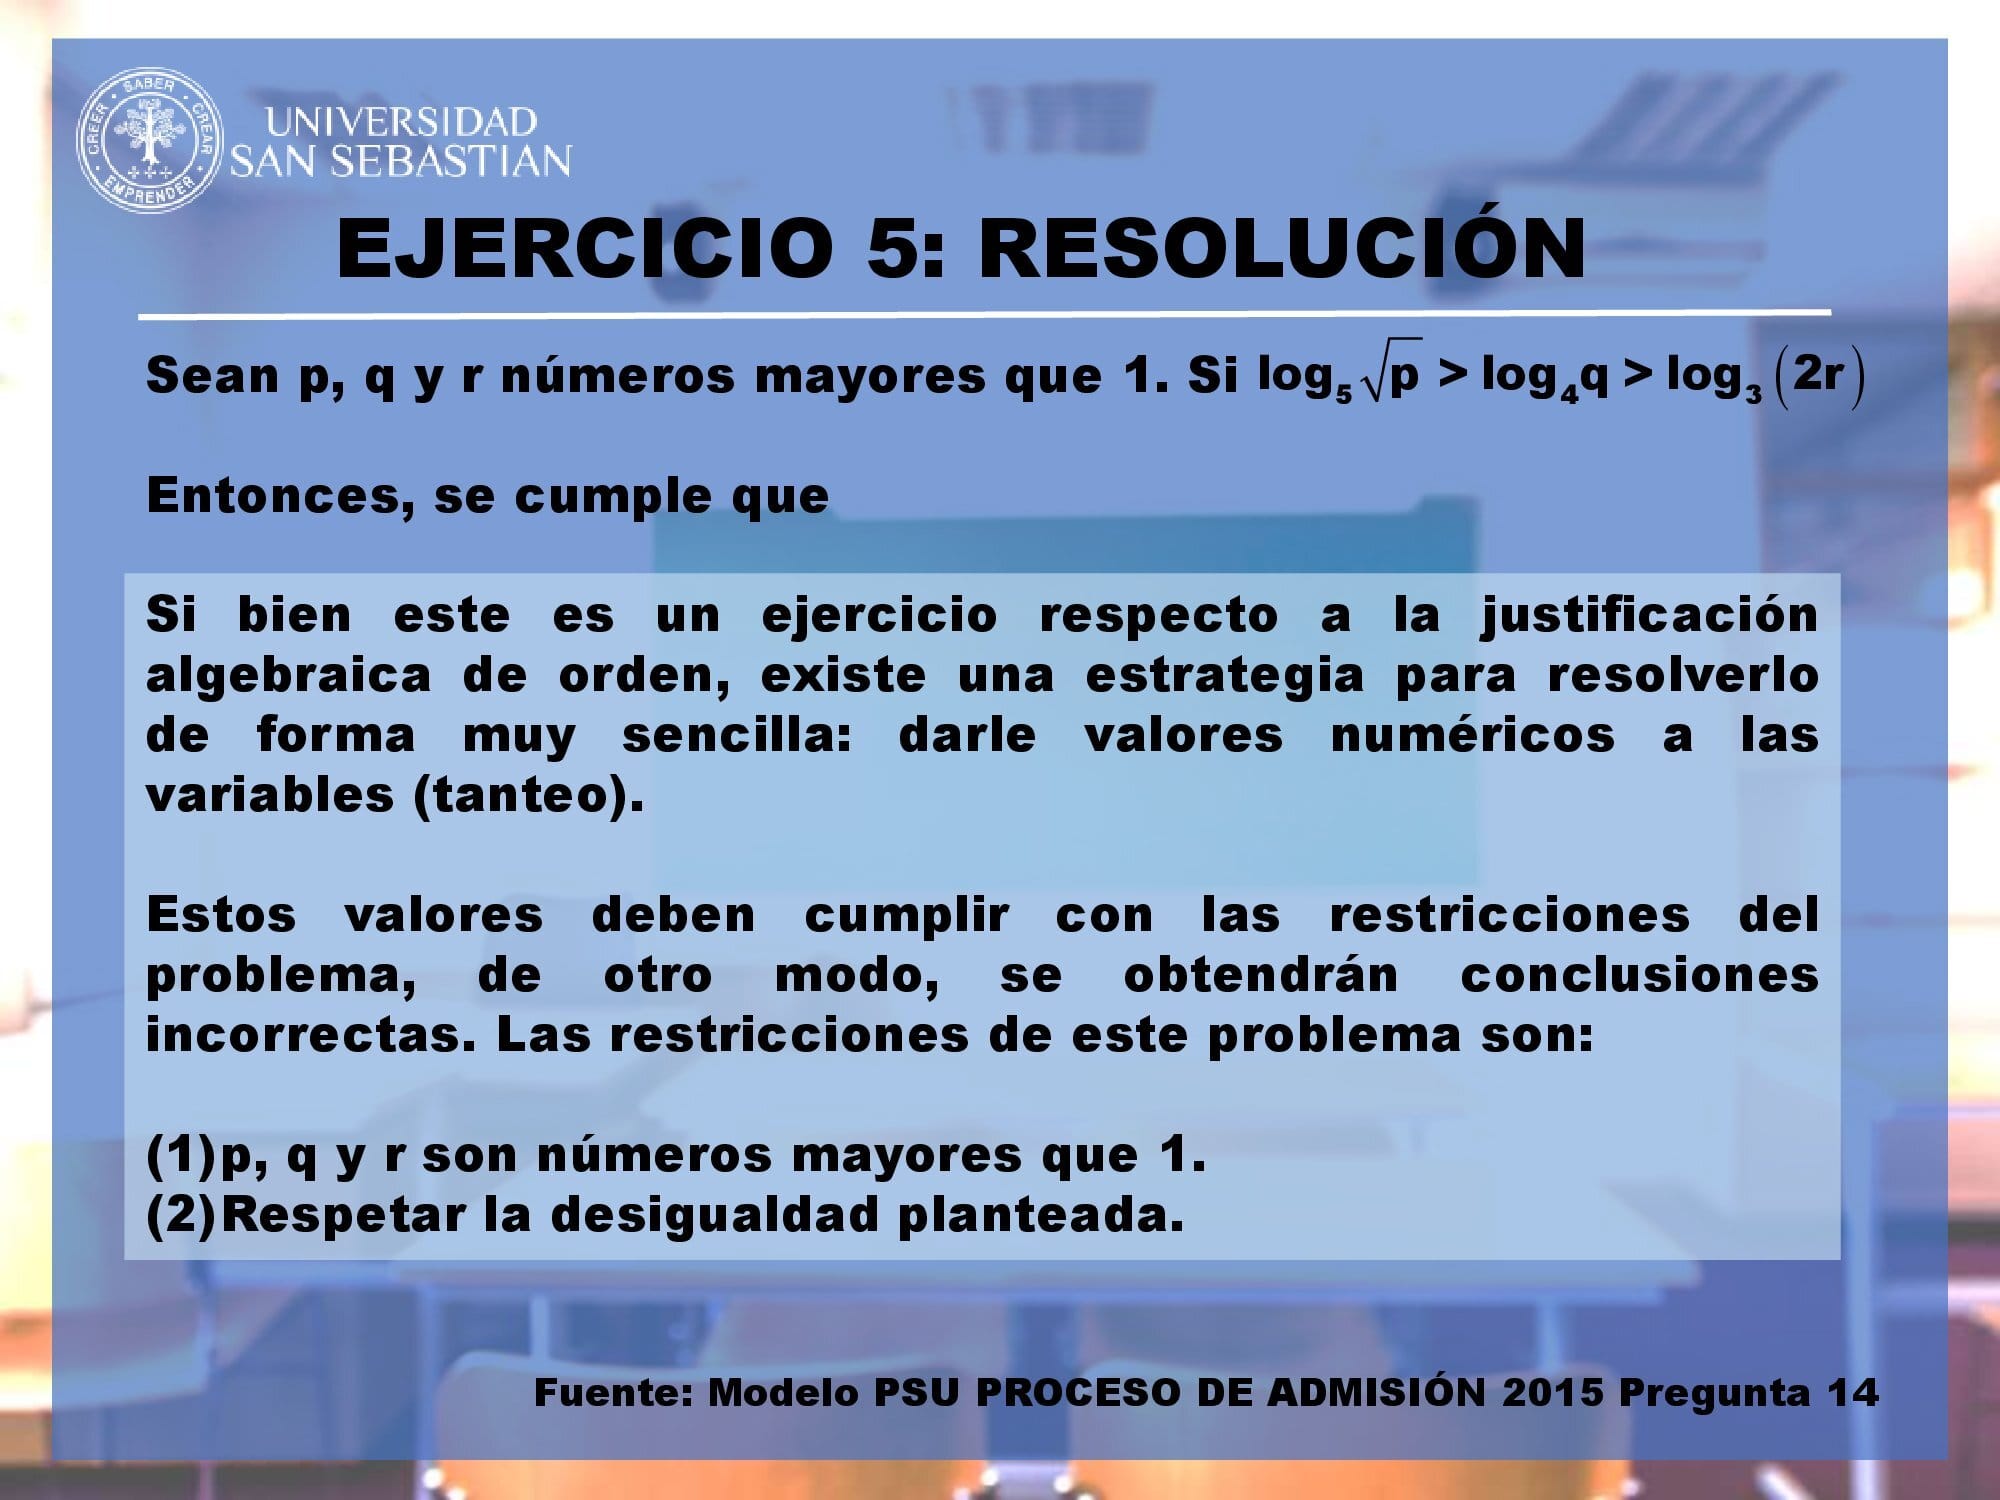 SABER
CREER
CREAR
EMPRENDER
UNIVERSIDAD
SAN SEBASTIAN
EJERCICIO 5: RESOLUCIÓN
Sean p, q y r números mayores que 1. Si log₅√p > log₄q > log₃(2r)
Entonces, se cumple que
Si bien este es un ejercicio respecto a la justificación
algebraica de orden, existe una estrategia para resolverlo
de forma muy sencilla: darle valores numéricos a las
variables (tanteo).
Estos valores deben cumplir con las restricciones del
problema, de otro modo, se obtendrán conclusiones
incorrectas. Las restricciones de este problema son:
(1)p, q y r son números mayores que 1.
(2)Respetar la desigualdad planteada.
Fuente: Modelo PSU PROCESO DE ADMISIÓN 2015 Pregunta 14